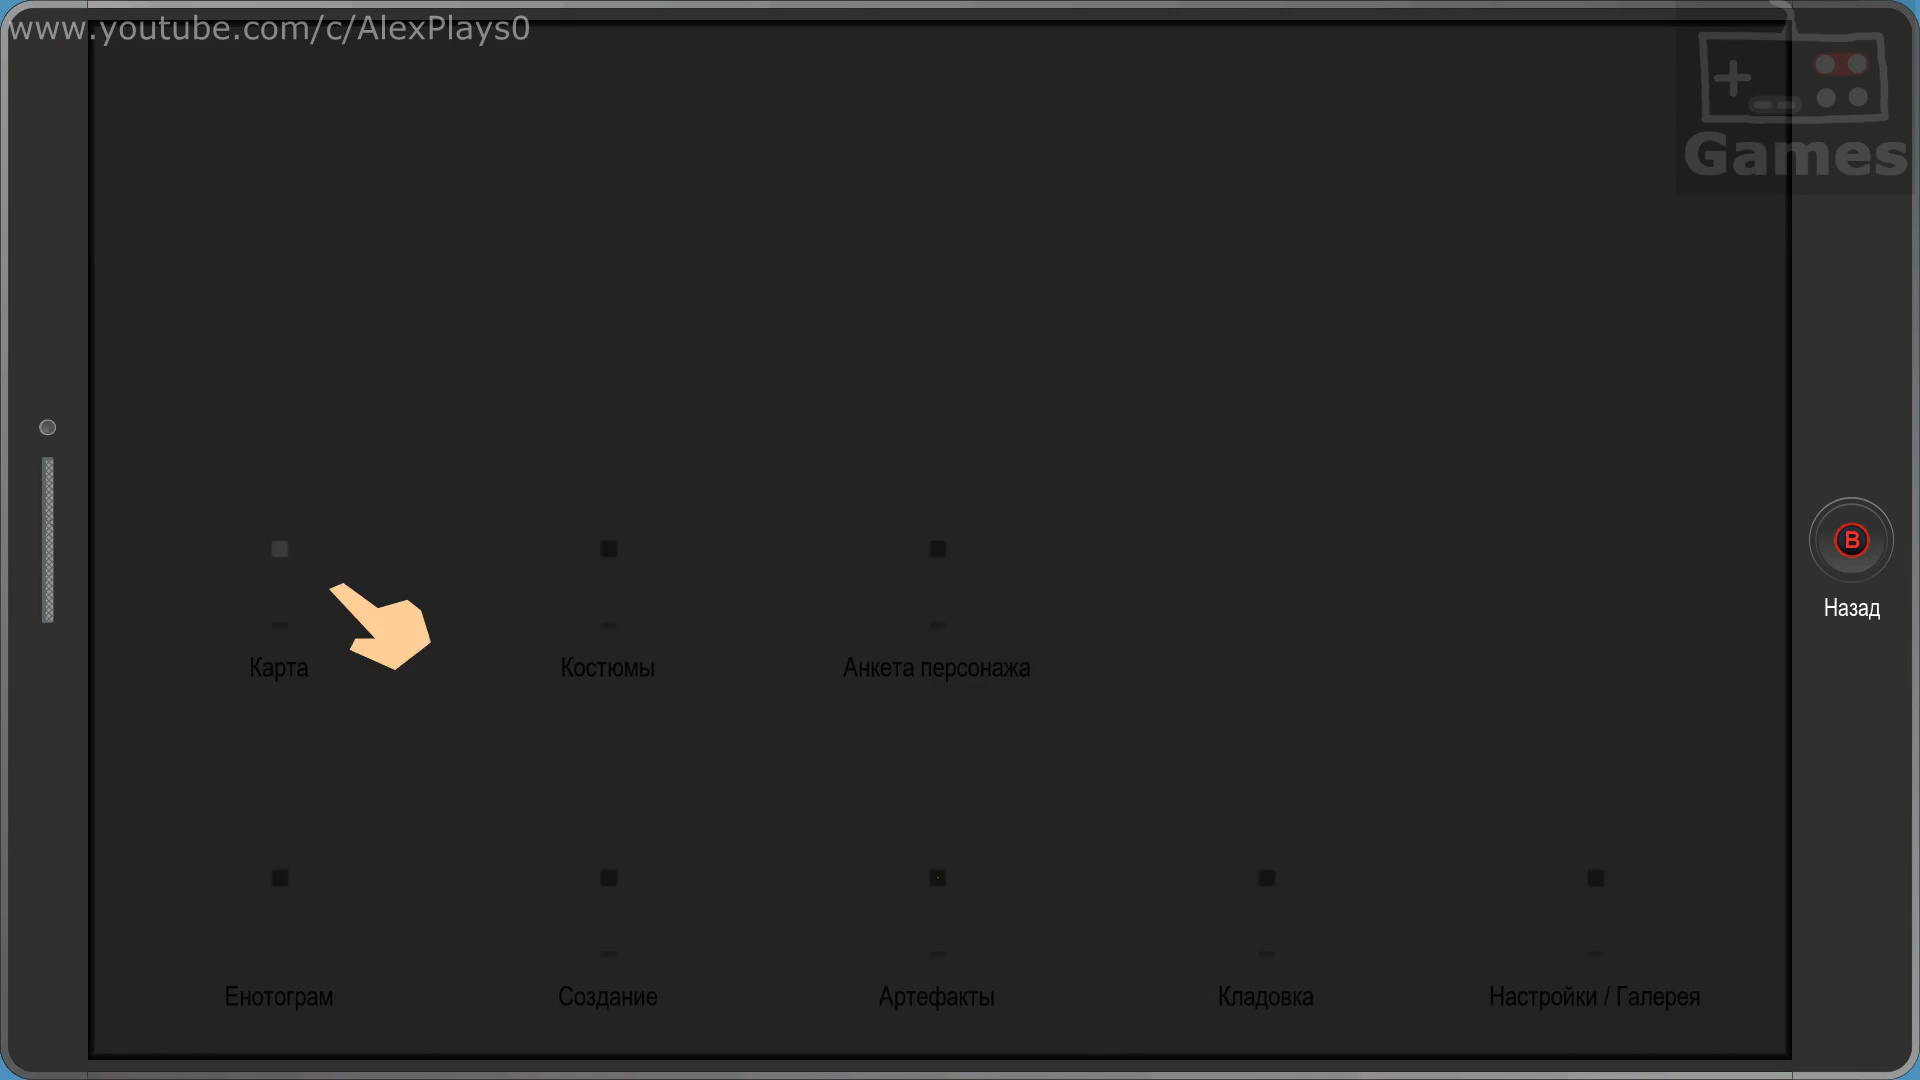 www.youtube.com/c/AlexPlays0
Games
B
Назад
Карта
Костюмы
Анкета персонажа
Енотограм
Создание
Артефакты
Кладовка
Настройки / Галерея